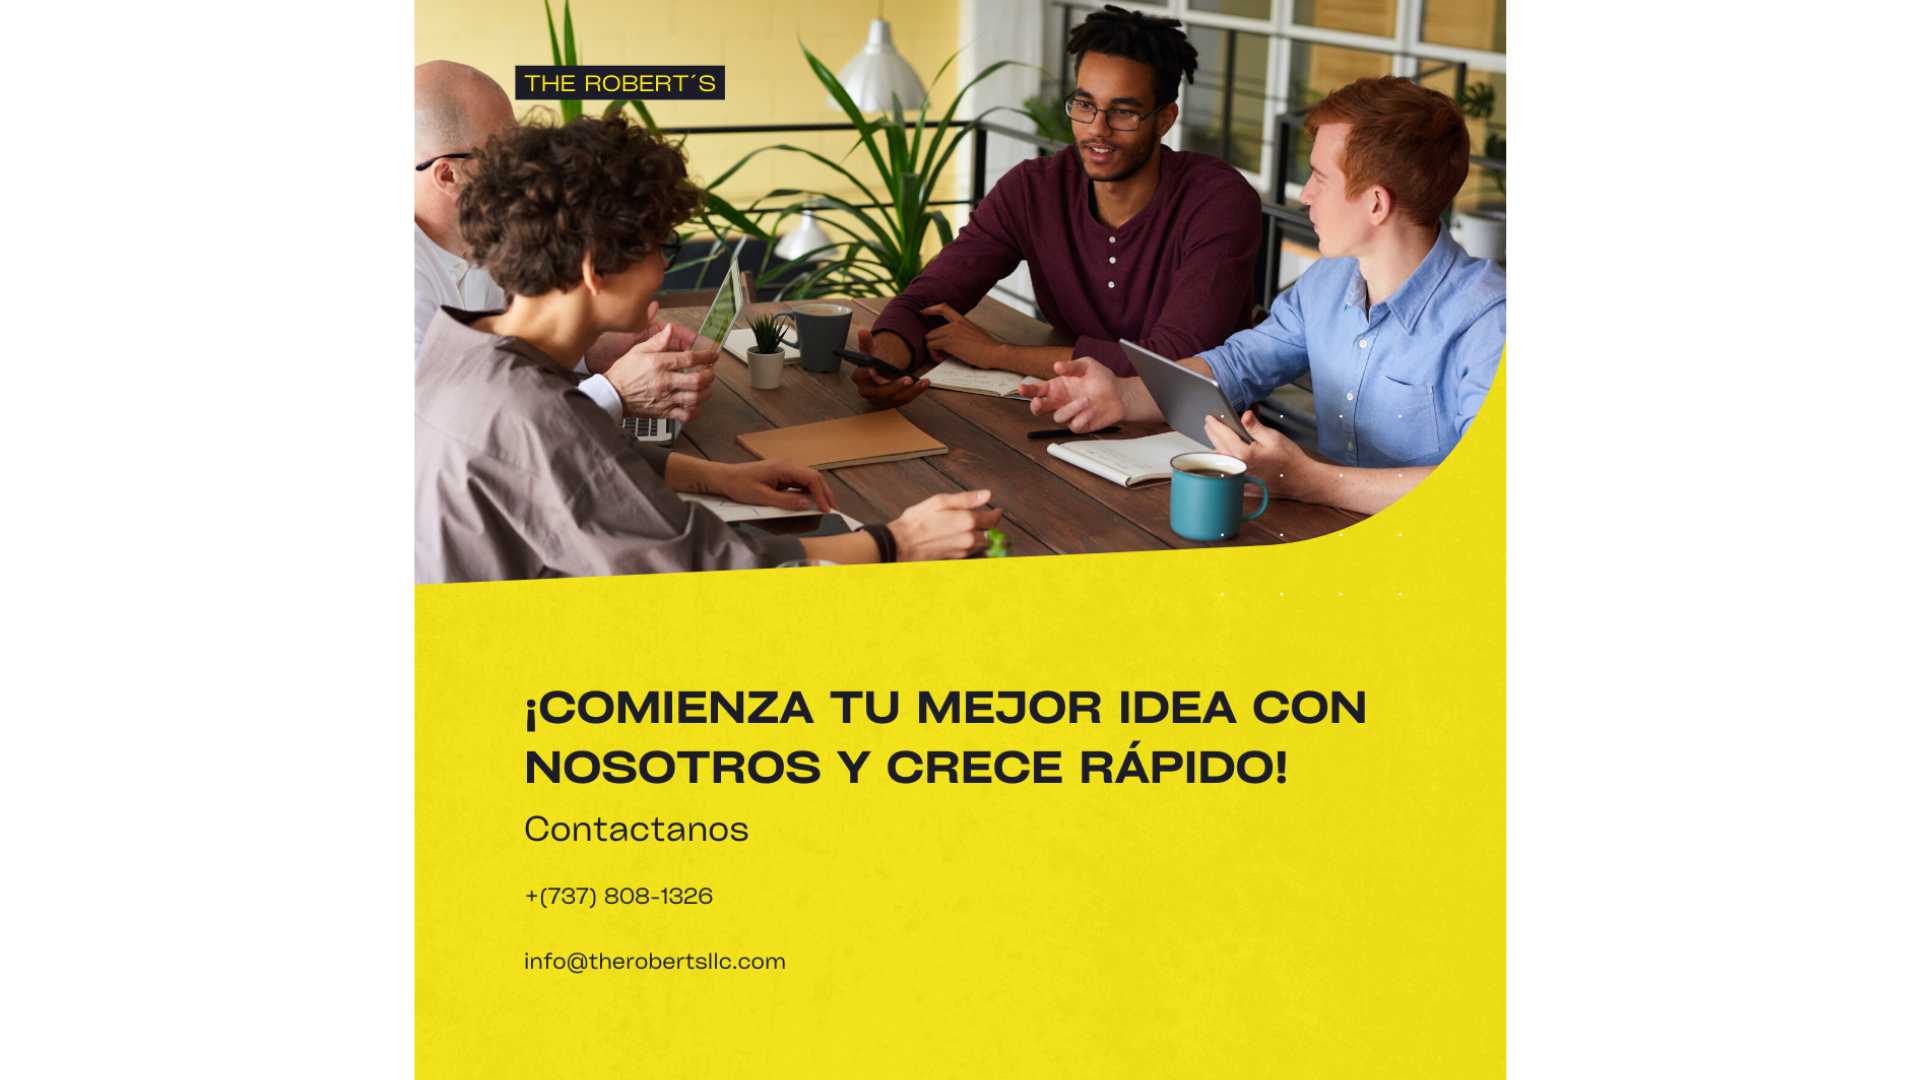 THE ROBERT´S
¡COMIENZA TU MEJOR IDEA CON
NOSOTROS Y CRECE RÁPIDO!
Contactanos
+(737) 808-1326
info@therobertsllc.com